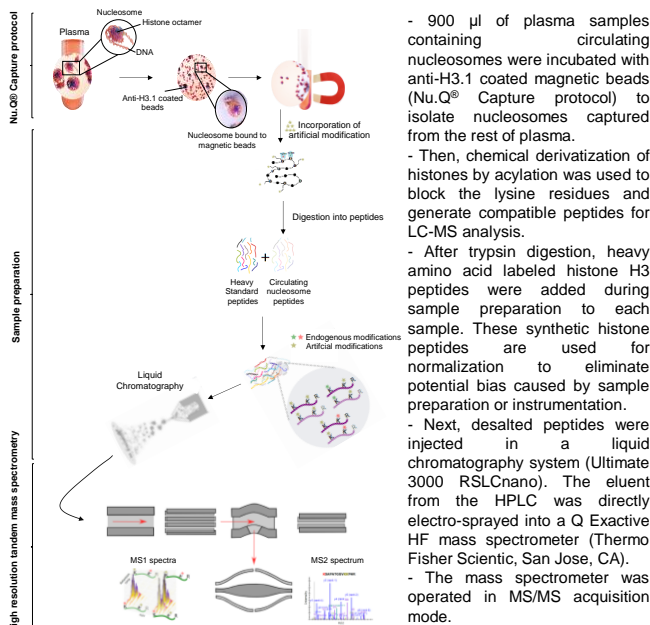 Nu.Q® Capture protocol
Nucleosome
Histone octamer
Plasma
DNA
Anti-H3.1 coated
beads
Nucleosome bound to
magnetic beads
Incorporation of
artificial modification
Sample preparation
Digestion into peptides
Heavy
Standard
peptides
Circulating
nucleosome
peptides
Endogenous modifications
Artifcial modifications
Liquid
Chromatography
igh resolution tandem mass spectrometry
MS1 spectra
MS2 spectrum
- 900 µl of plasma samples
containing circulating
nucleosomes were incubated with
anti-H3.1 coated magnetic beads
(Nu.Q® Capture protocol) to
isolate nucleosomes captured
from the rest of plasma.
- Then, chemical derivatization of
histones by acylation was used to
block the lysine residues and
generate compatible peptides for
LC-MS analysis.
- After trypsin digestion, heavy
amino acid labeled histone H3
peptides were added during
sample preparation to each
sample. These synthetic histone
peptides are used for
normalization to eliminate
potential bias caused by sample
preparation or instrumentation.
- Next, desalted peptides were
injected in a liquid
chromatography system (Ultimate
3000 RSLCnano). The eluent
from the HPLC was directly
electro-sprayed into a Q Exactive
HF mass spectrometer (Thermo
Fisher Scientic, San Jose, CA).
- The mass spectrometer was
operated in MS/MS acquisition
mode.